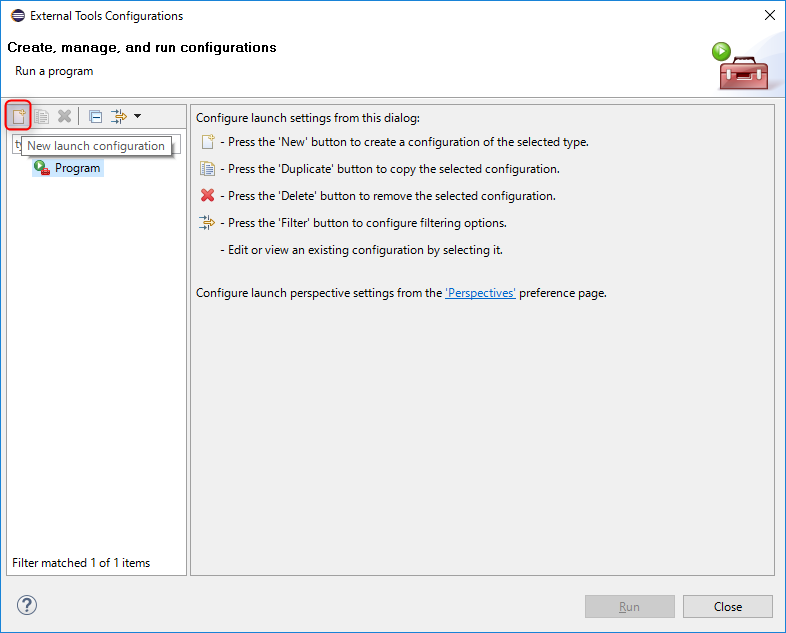 External Tools Configurations
Create, manage, and run configurations
Run a program
New launch configuration
Program
Filter matched 1 of 1 items
Configure launch settings from this dialog:
- Press the 'New' button to create a configuration of the selected type.
- Press the 'Duplicate' button to copy the selected configuration.
- Press the 'Delete' button to remove the selected configuration.
- Press the 'Filter' button to configure filtering options.
- Edit or view an existing configuration by selecting it.
Configure launch perspective settings from the 'Perspectives' preference page.
?
Run
Close